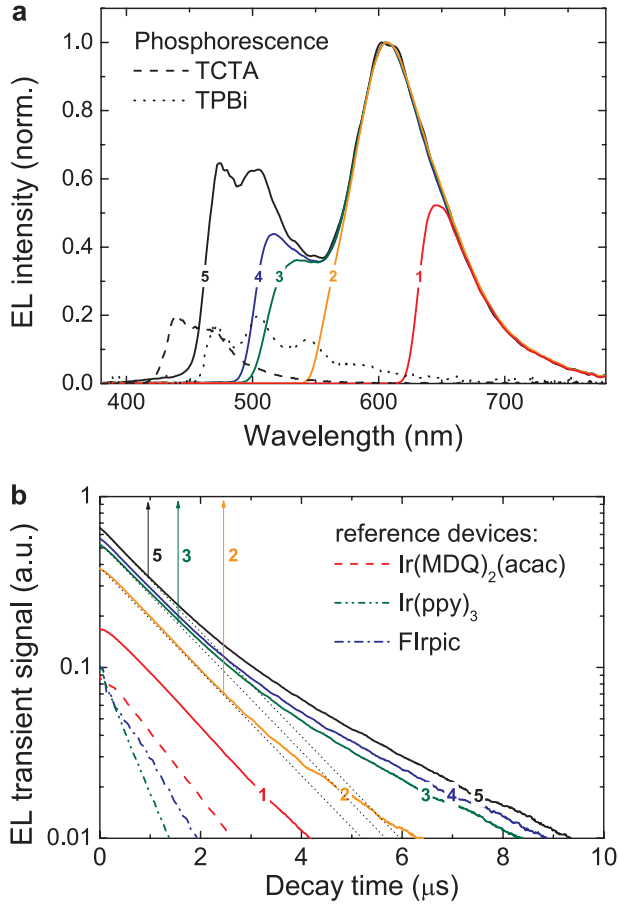 a
Phosphorescence
TCTA
TPBi
EL intensity (norm.)
1.0
0.8
0.6
0.4
0.2
0.0
5
4
3
2
1
400
500
600
700
Wavelength (nm)
b
EL transient signal (a.u.)
1
0.1
0.01
5
3
2
reference devices:
Ir(MDQ)₂(acac)
Ir(ppy)₃
FIrpic
1
2
3
4
5
0
2
4
6
8
10
Decay time (μs)